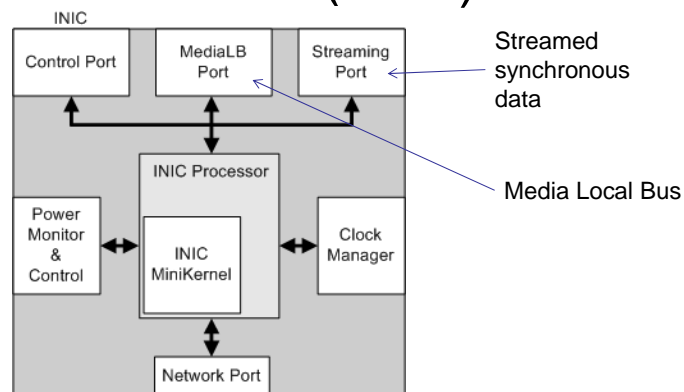 INIC
Control Port
MediaLB
Port
Streaming
Port
Streamed
synchronous
data
INIC Processor
Media Local Bus
Power
Monitor
&
Control
INIC
MiniKernel
Clock
Manager
Network Port